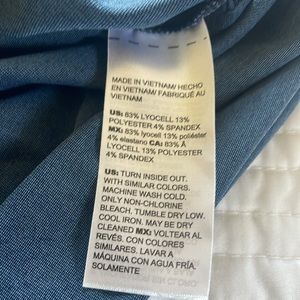 MADE IN VIETNAM/ HECHO
EN VIETNAM/ FABRIQUÉ AU
VIETNAM
US: 83% LYOCELL 13%
POLYESTER 4% SPANDEX
MX: 83% lyocell 13% poliéster
4% elastano CA: 83% LYOCELL
13% POLYESTER
4% SPANDEX
US: TURN INSIDE OUT.
WITH SIMILAR COLORS.
MACHINE WASH COLD.
ONLY NON-CHLORINE
BLEACH. TUMBLE DRY LOW.
COOL IRON. MAY BE DRY
CLEANED MX: VOLTEAR AL
REVÉS. CON COLORES
SIMILARES. LAVAR A
MÁQUINA CON AGUA FRÍA.
SOLAMENTE